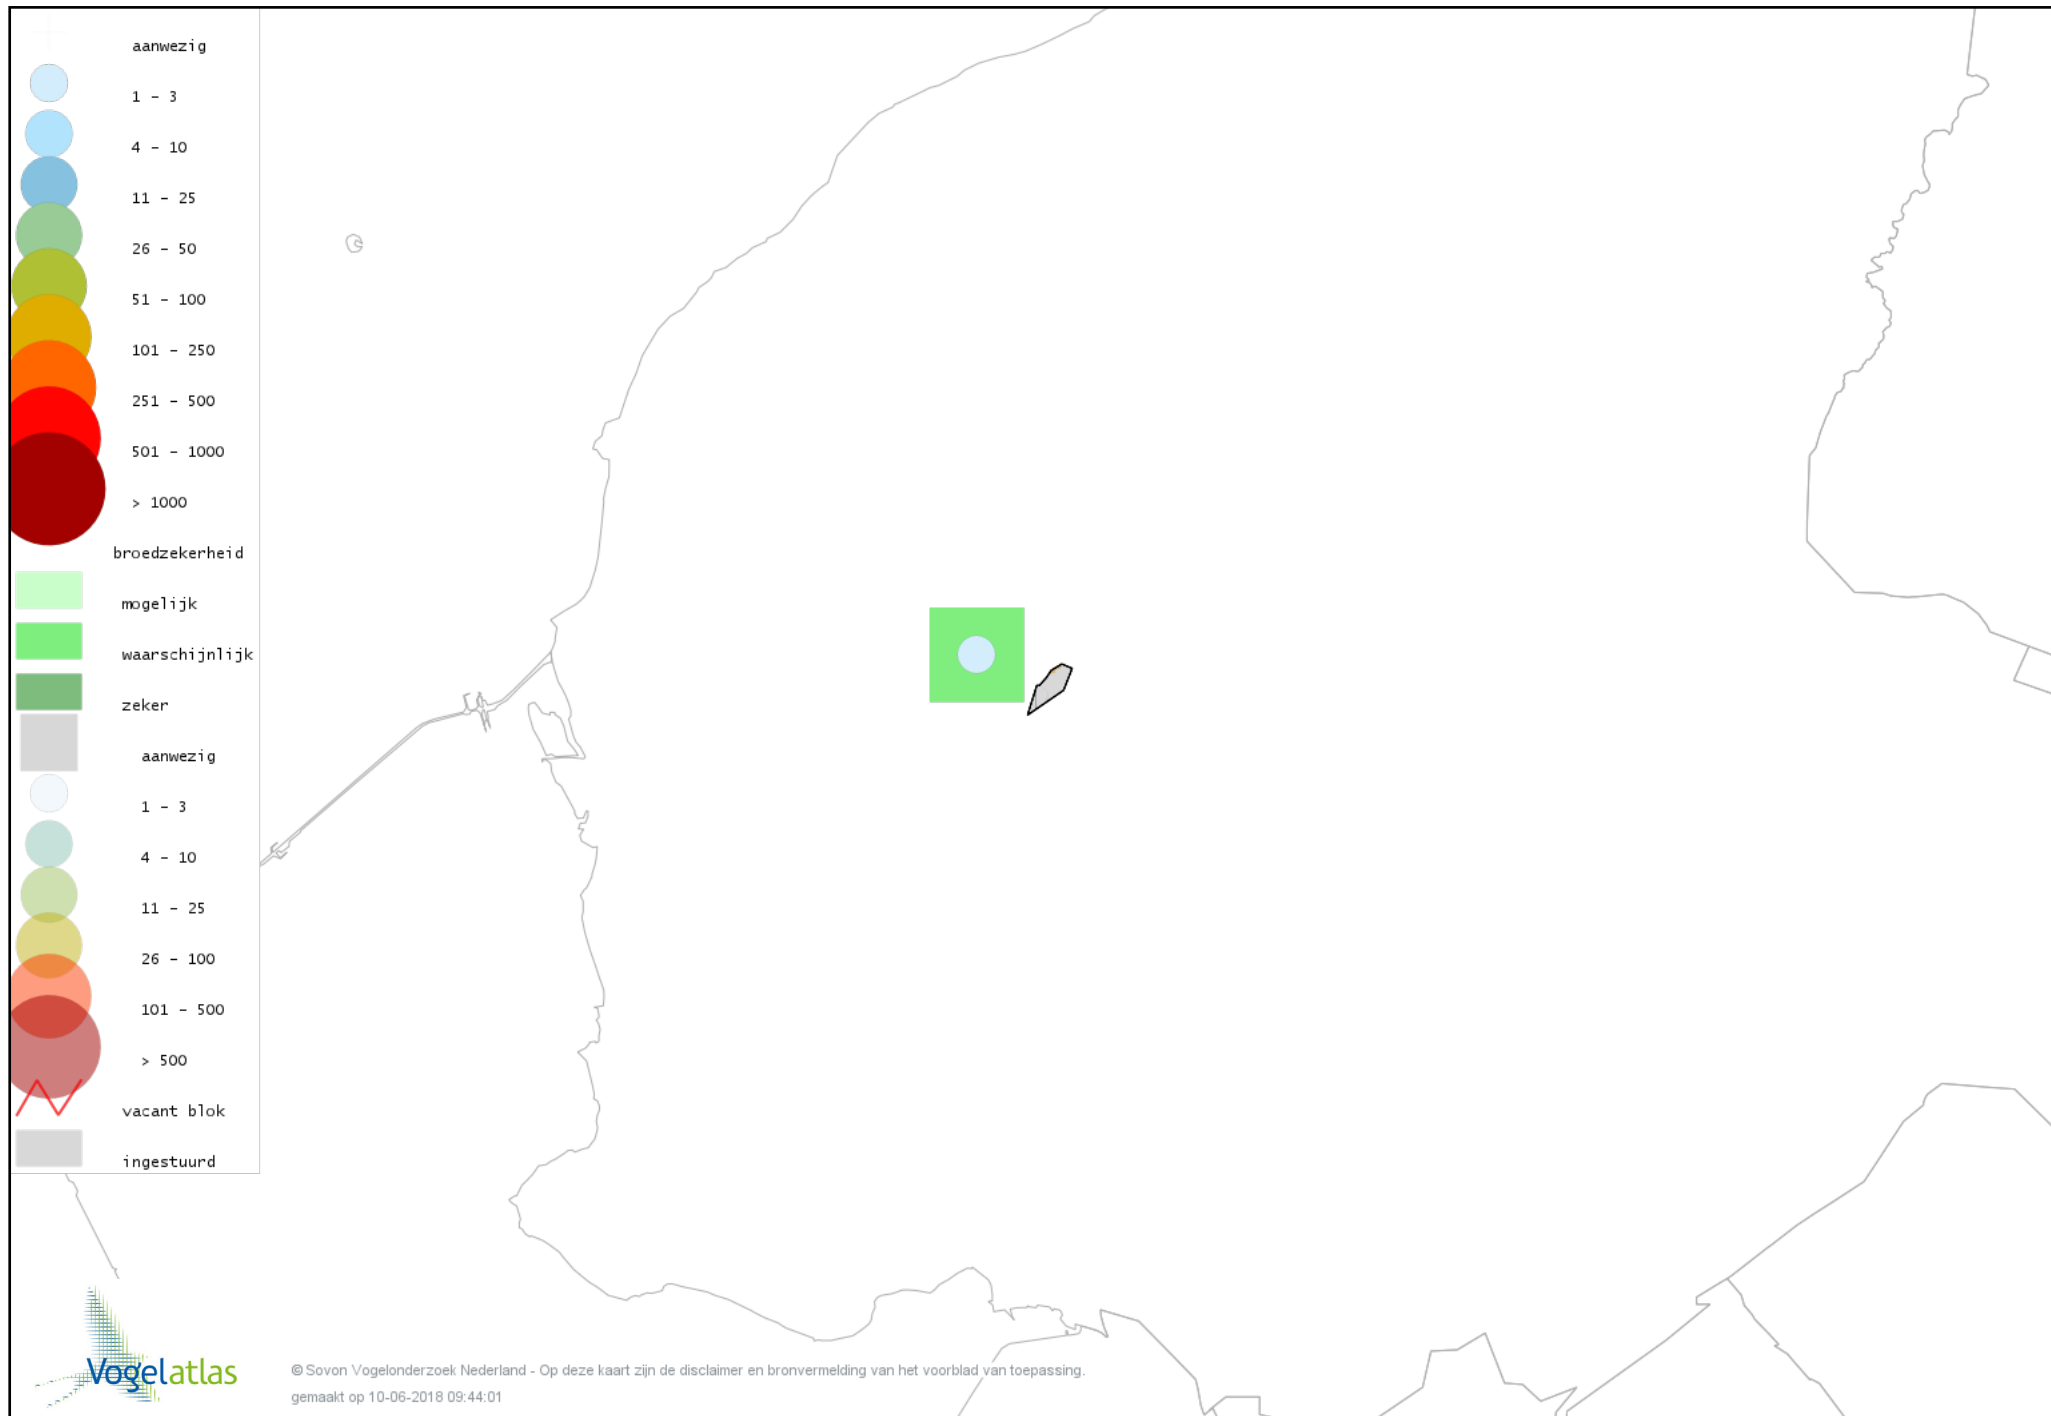 aanwezig
1 - 3
4 - 10
11 - 25
26 - 50
51 - 100
101 - 250
251 - 500
501 - 1000
> 1000
broedzekerheid
mogelijk
waarschijnlijk
zeker
aanwezig
1 - 3
4 - 10
11 - 25
26 - 100
101 - 500
> 500
vacant blok
ingestuurd
Vogelatlas
© Sovon Vogelonderzoek Nederland - Op deze kaart zijn de disclaimer en bronvermelding van het voorblad van toepassing.
gemaakt op 10-06-2018 09:44:01